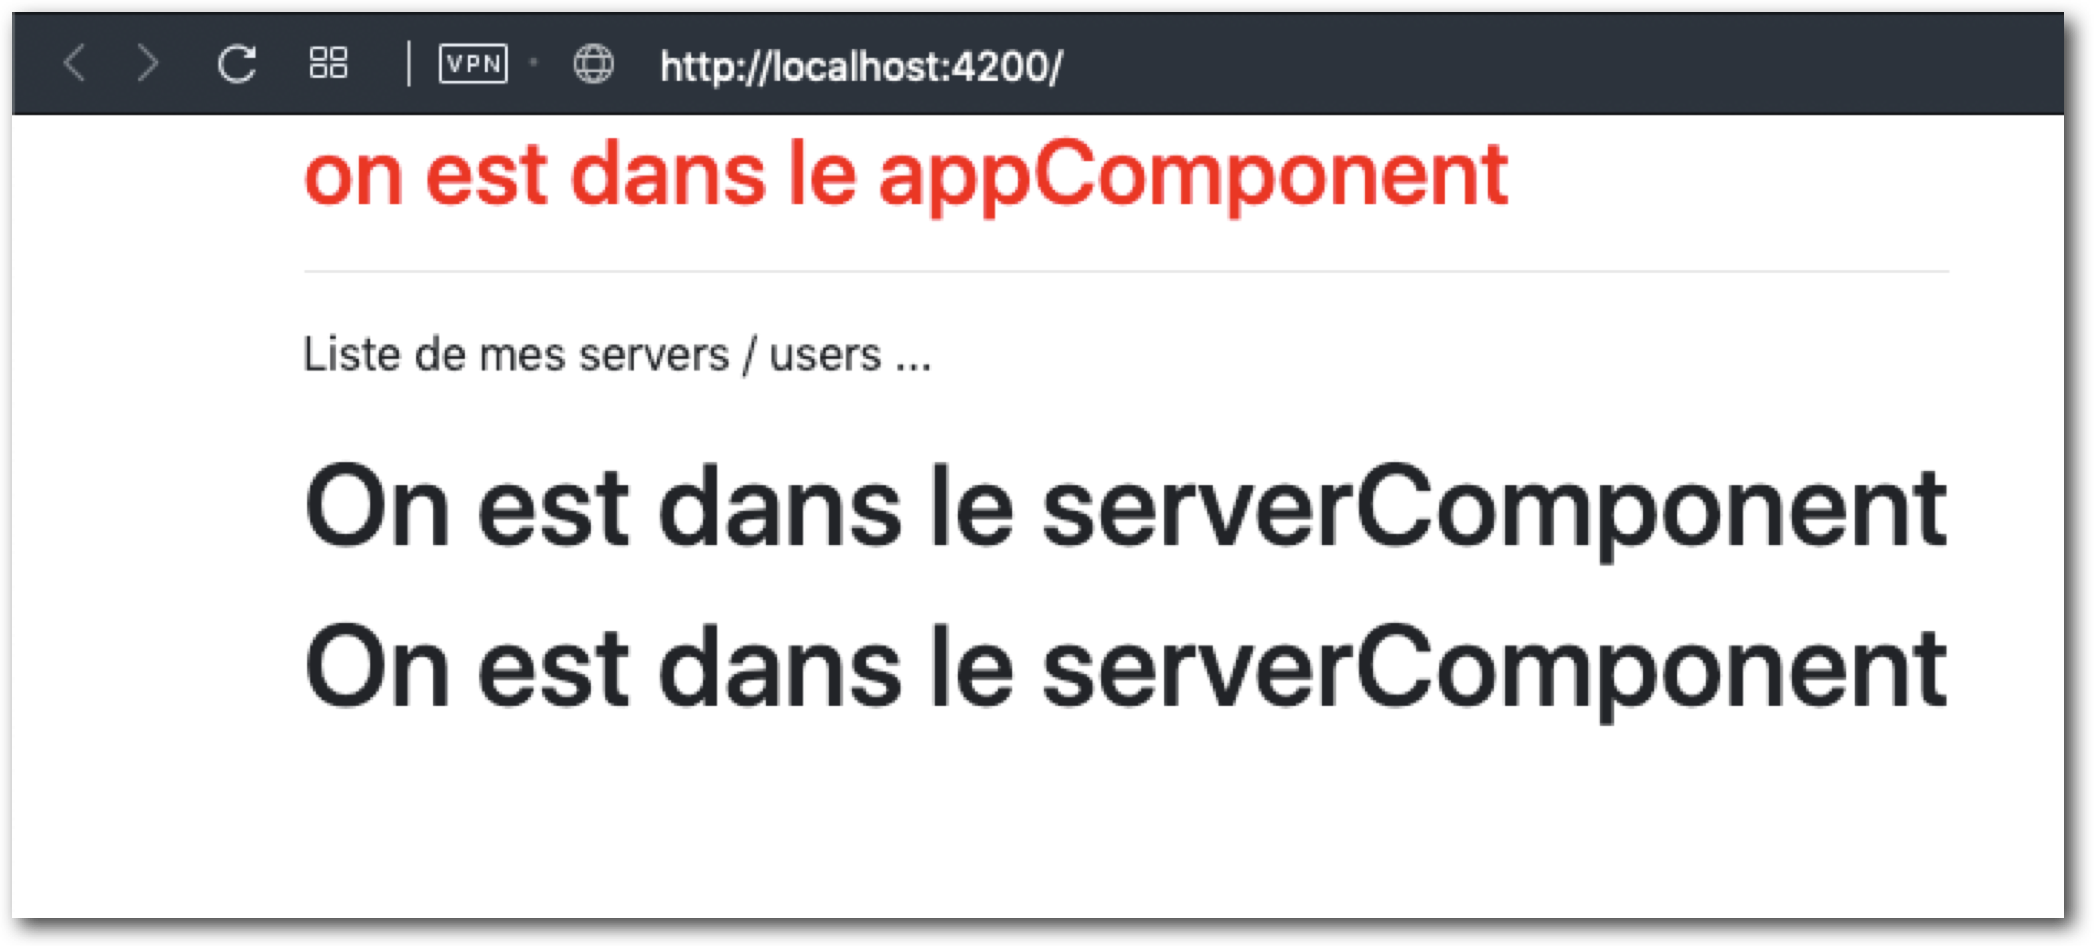 VPN http://localhost:4200/
on est dans le appComponent
Liste de mes servers / users ...
On est dans le serverComponent
On est dans le serverComponent